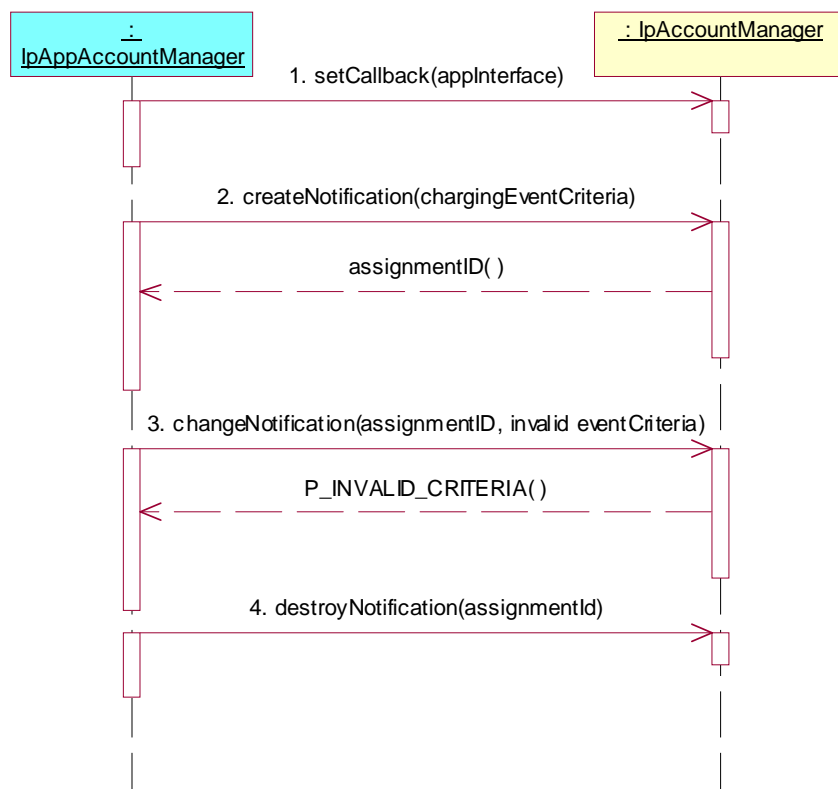 :
IpAppAccountManager
: IpAccountManager
1. setCallback(appInterface)
2. createNotification(chargingEventCriteria)
assignmentID( )
3. changeNotification(assignmentID, invalid eventCriteria)
P_INVALID_CRITERIA( )
4. destroyNotification(assignmentId)